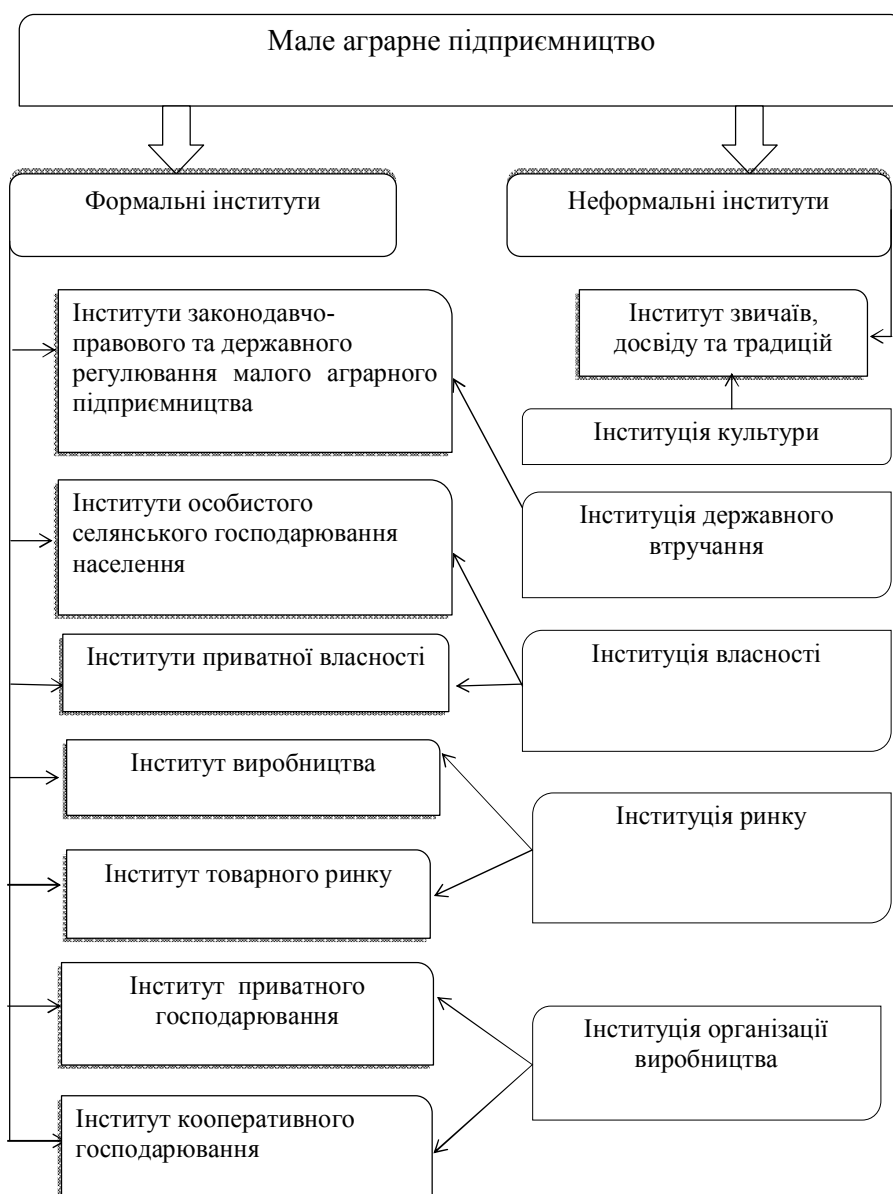 Мале аграрне підприємництво
Формальні інститути
Неформальні інститути
Інститути законодавчо-
правового та державного
регулювання малого аграрного
підприємництва
Інститут звичаїв,
досвіду та традицій
Інституція культури
Інститути особистого
селянського господарювання
населення
Інституція державного
втручання
Інститути приватної власності
Інституція власності
Інститут виробництва
Інституція ринку
Інститут товарного ринку
Інститут приватного
господарювання
Інституція організації
виробництва
Інститут кооперативного
господарювання